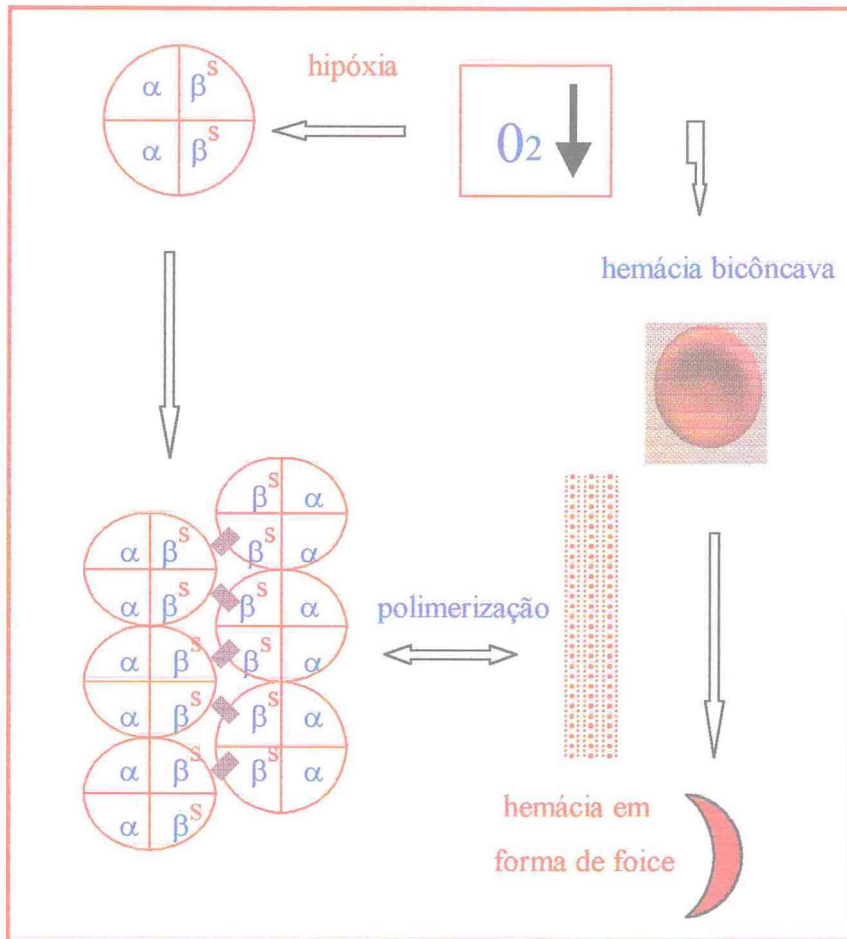 hipóxia
α β^S
α β^S
O2
hemácia bicôncava
β^S α
β^S α
α β^S
α β^S
β^S α
β^S α
α β^S
α β^S
β^S α
β^S α
α β^S
α β^S
polimerização
hemácia em
forma de foice